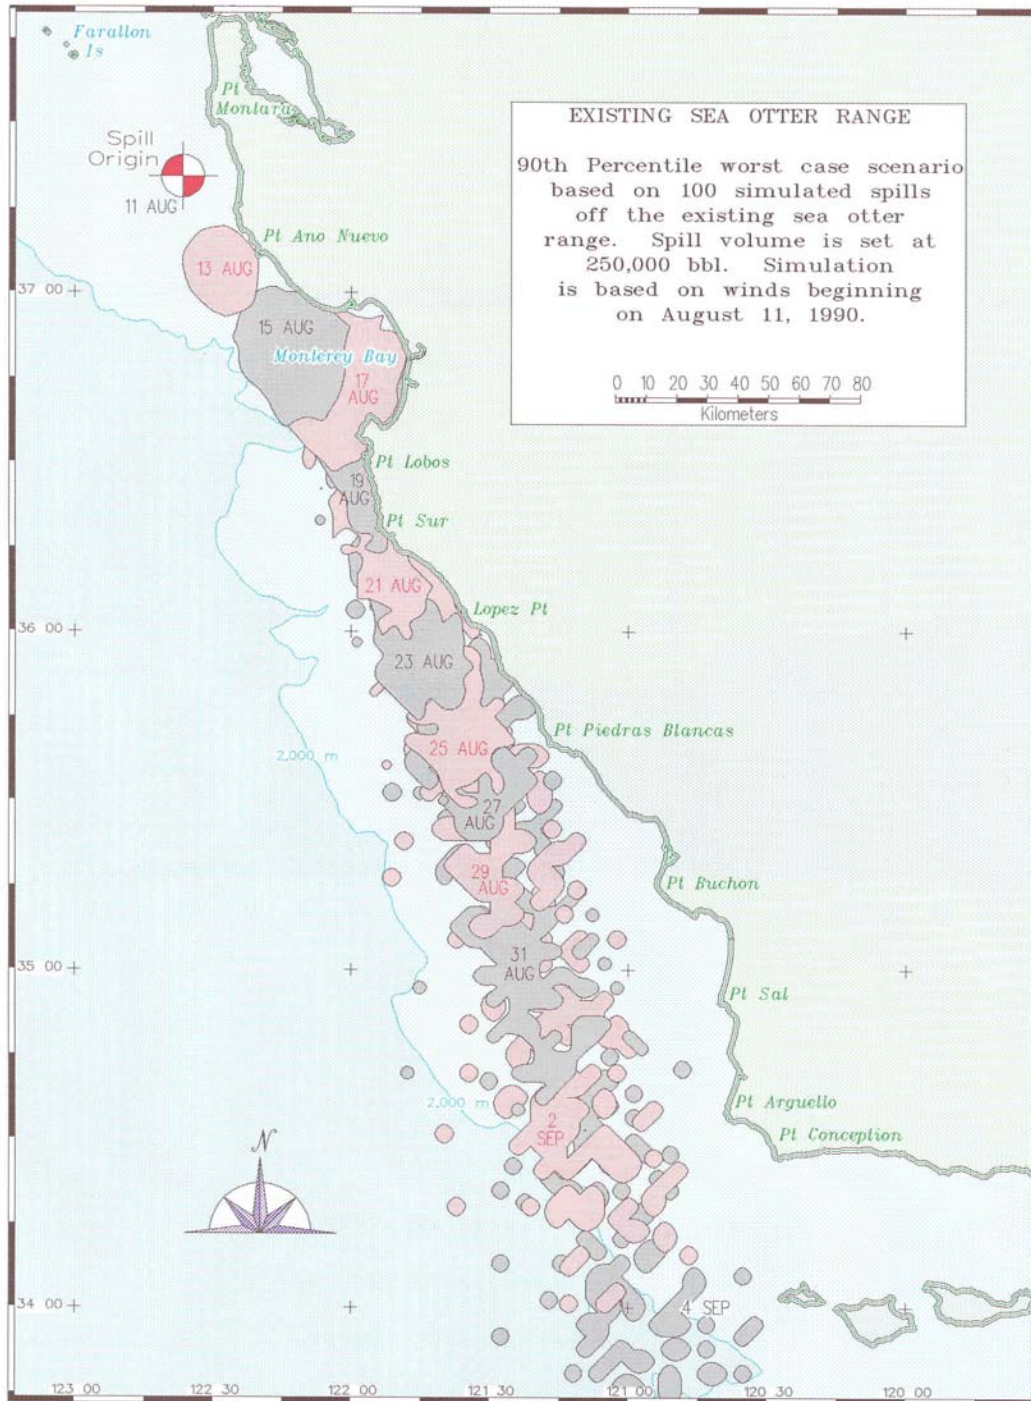 Farallon
Is
Pt
Montara
Spill
Origin
11 AUG
EXISTING SEA OTTER RANGE
90th Percentile worst case scenario
based on 100 simulated spills
off the existing sea otter
range. Spill volume is set at
250,000 bbl. Simulation
is based on winds beginning
on August 11, 1990.
0 10 20 30 40 50 60 70 80
Kilometers
Pt Ano Nuevo
13 AUG
37 00
15 AUG
Monterey Bay
17
AUG
Pt Lobos
19
AUG
Pt Sur
21 AUG
Lopez Pt
36 00
23 AUG
Pt Piedras Blancas
25 AUG
2,000 m
27
AUG
29
AUG
Pt Buchon
31
AUG
35 00
Pt Sal
2,000 m
Pt Arguello
2
SEP
Pt Conception
N
34 00
4 SEP
123 00
122 30
122 00
121 30
121 00
120 30
120 00